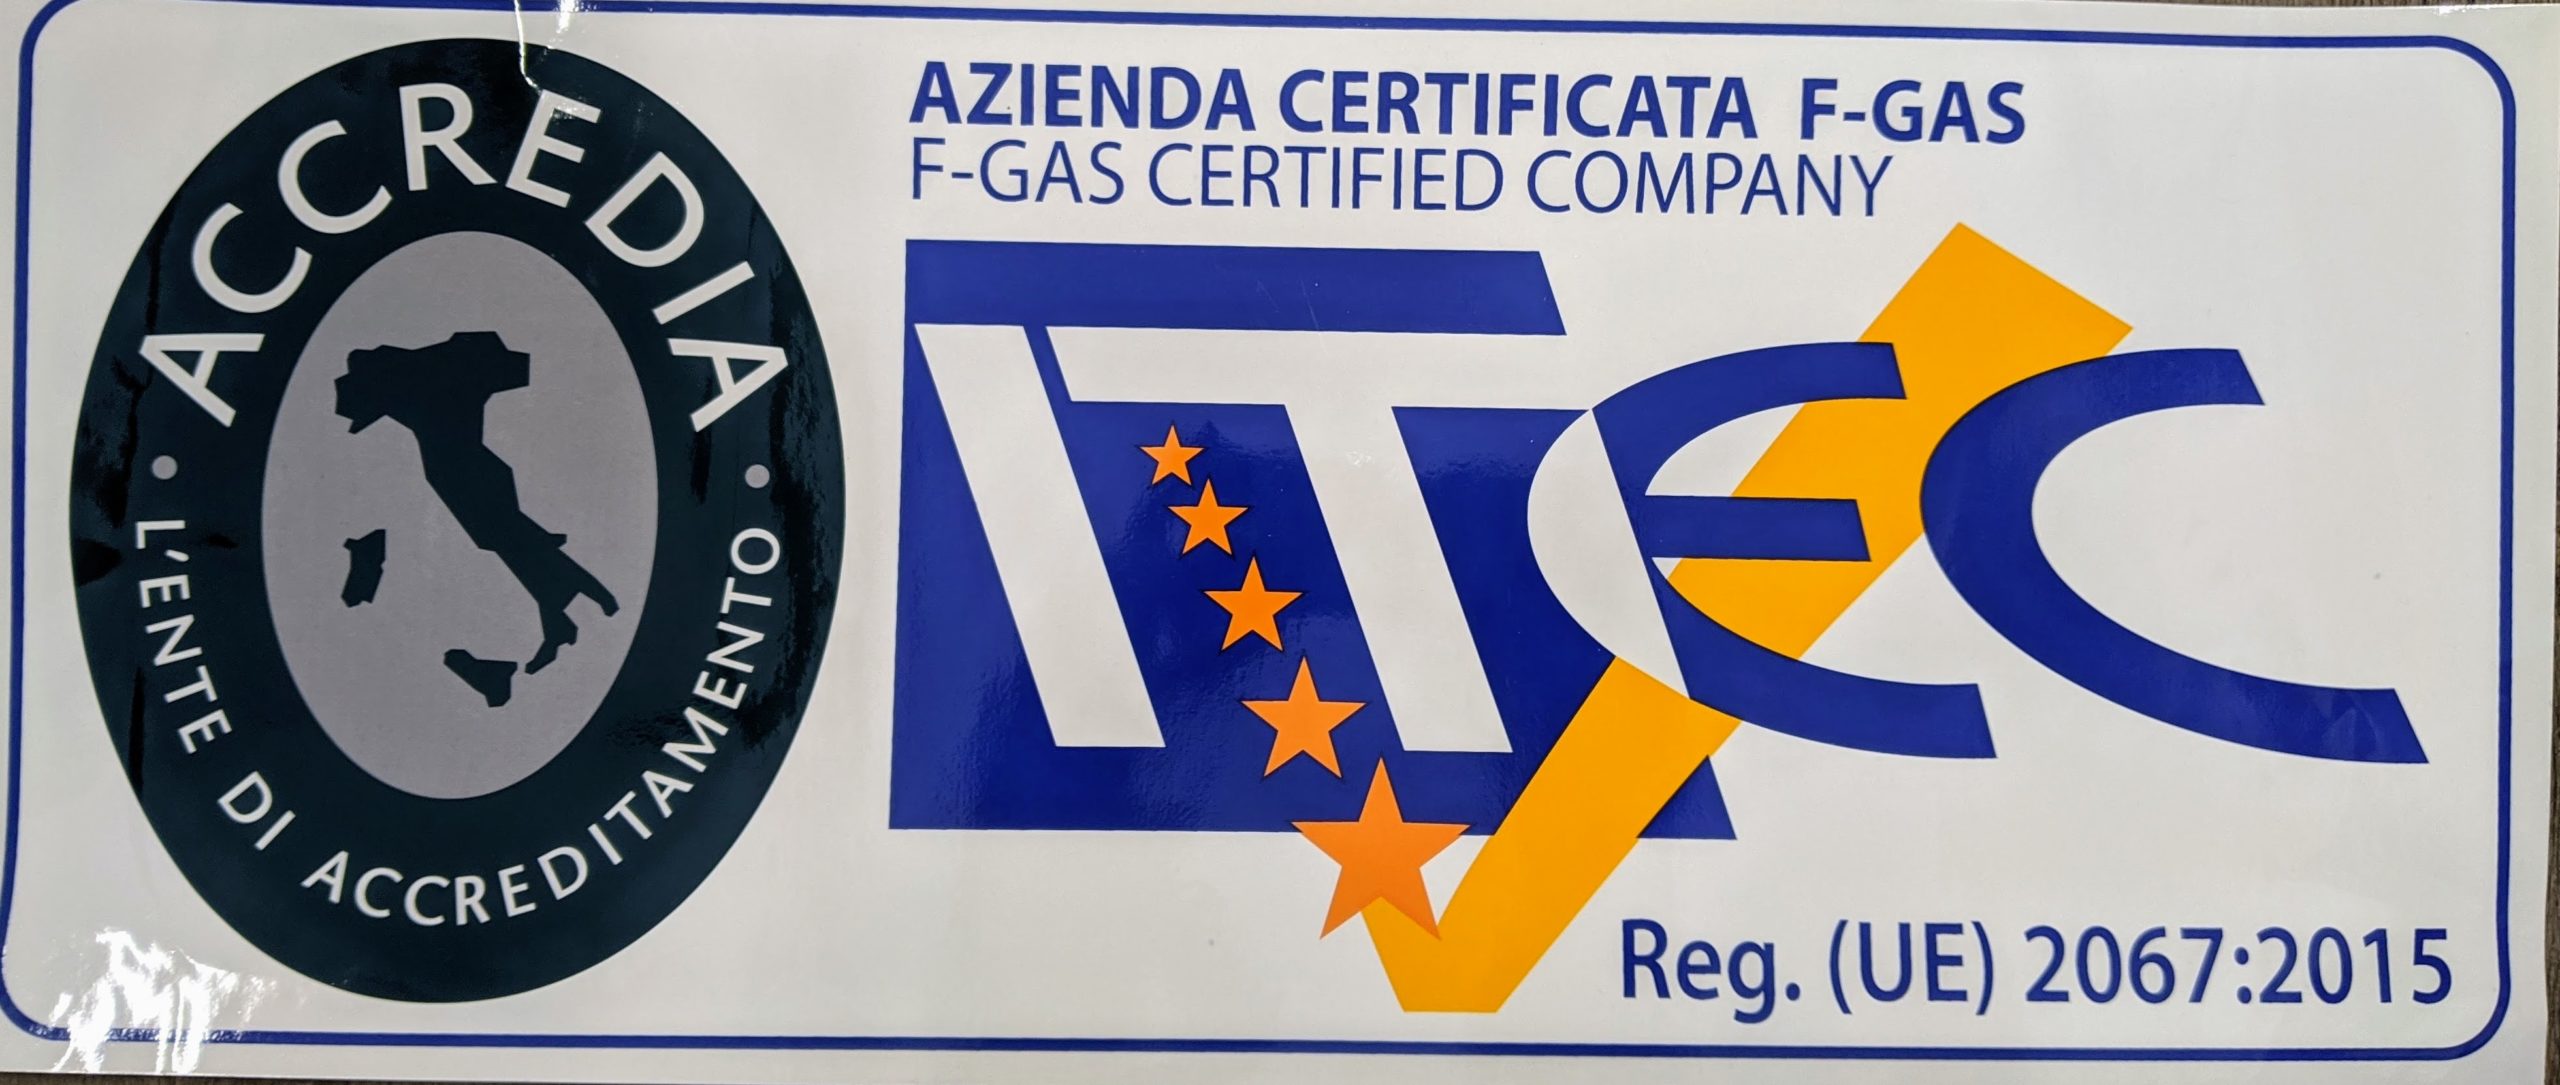 ACCREDIA
L'ENTE DI ACCREDITAMENTO
AZIENDA CERTIFICATA F-GAS
F-GAS CERTIFIED COMPANY
ITEC
Reg. (UE) 2067:2015